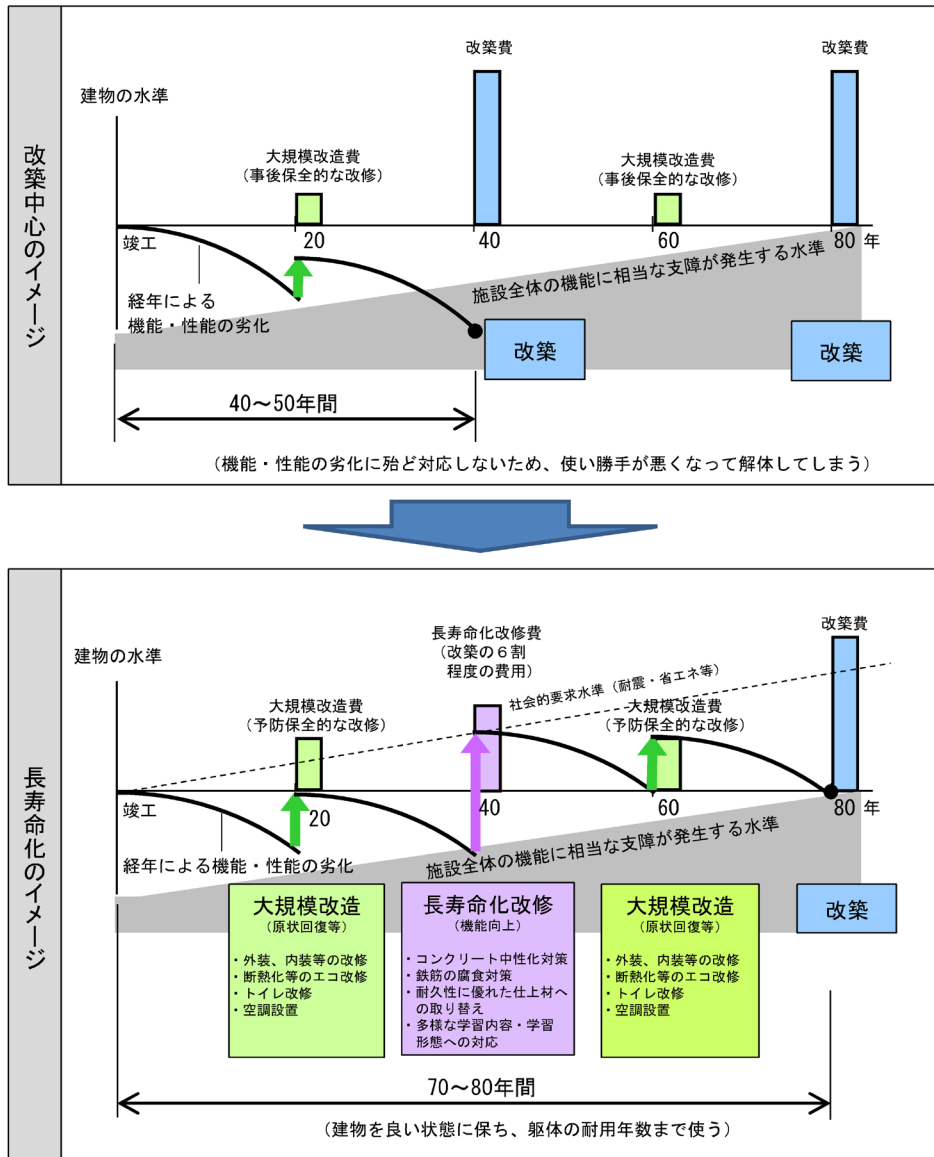 改築中心のイメージ
建物の水準
改築費
改築費
大規模改造費
(事後保全的な改修)
大規模改造費
(事後保全的な改修)
竣工
20
40
60
80 年
経年による
機能・性能の劣化
施設全体の機能に相当な支障が発生する水準
改築
改築
40～50年間
(機能・性能の劣化に殆ど対応しないため、使い勝手が悪くなって解体してしまう)
長寿命化のイメージ
建物の水準
長寿命化改修費
(改築の６割
程度の費用)
改築費
社会的要求水準(耐震・省エネ等)
大規模改造費
(予防保全的な改修)
大規模改造費
(予防保全的な改修)
竣工
20
40
60
80 年
経年による機能・性能の劣化
施設全体の機能に相当な支障が発生する水準
大規模改造
(原状回復等)
・外装、内装等の改修
・断熱化等のエコ改修
・トイレ改修
・空調設置
長寿命化改修
(機能向上)
・コンクリート中性化対策
・鉄筋の腐食対策
・耐久性に優れた仕上材へ
の取り替え
・多様な学習内容・学習
形態への対応
大規模改造
(原状回復等)
・外装、内装等の改修
・断熱化等のエコ改修
・トイレ改修
・空調設置
改築
70～80年間
(建物を良い状態に保ち、躯体の耐用年数まで使う)